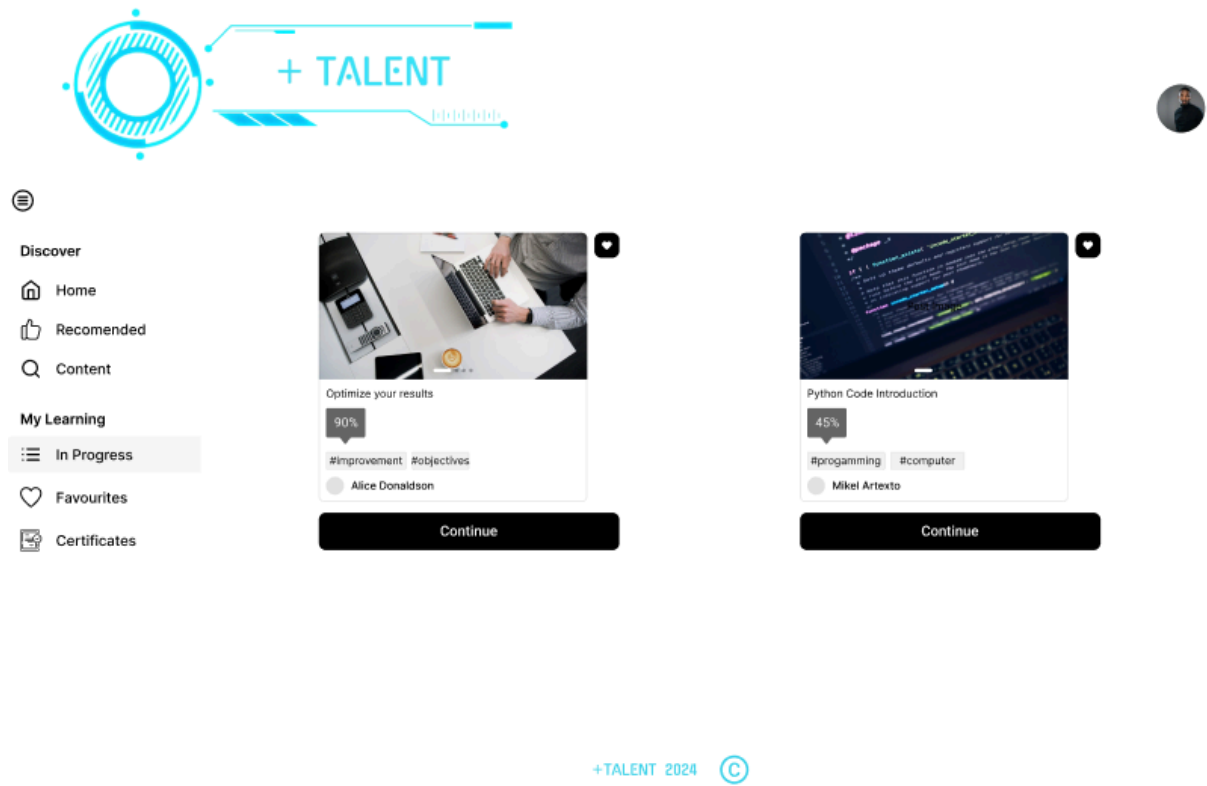 + TALENT
Discover
Home
Recomended
Content
My Learning
In Progress
Favourites
Certificates
Optimize your results
90%
#improvement #objectives
Alice Donaldson
Continue
Python Code Introduction
45%
#progamming #computer
Mikel Artexto
Continue
+TALENT 2024 ©